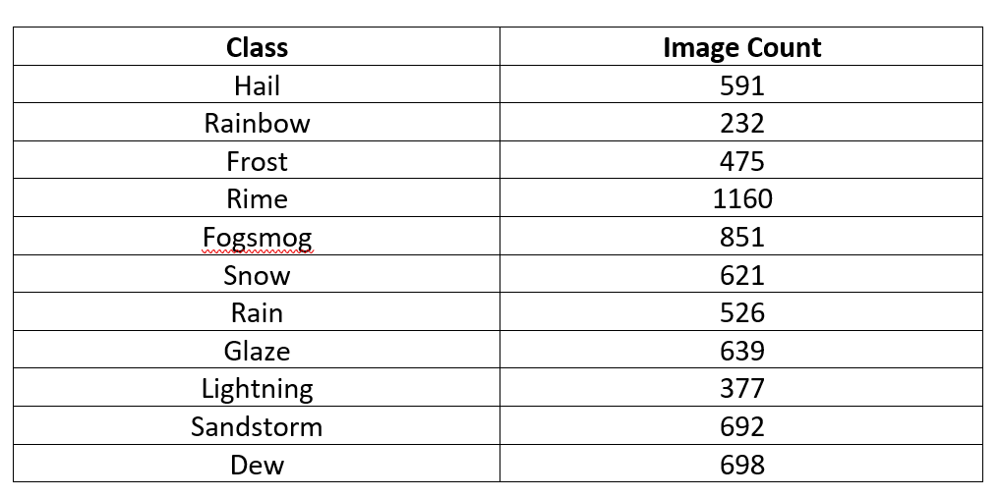 Class Image Count
Hail 591
Rainbow 232
Frost 475
Rime 1160
Fogsmog 851
Snow 621
Rain 526
Glaze 639
Lightning 377
Sandstorm 692
Dew 698